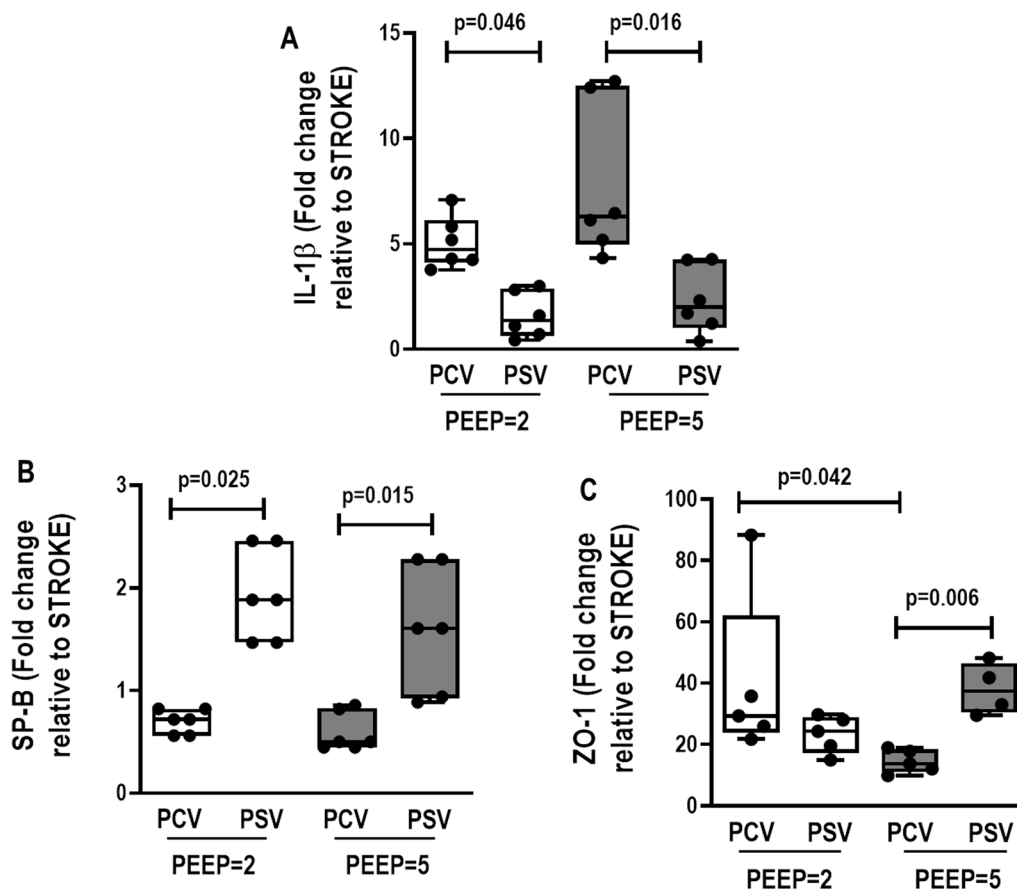 A
p=0.046
p=0.016
IL-1β (Fold change
relative to STROKE)
15
10
5
0
PCV
PSV
PCV
PSV
PEEP=2
PEEP=5
B
p=0.025
p=0.015
SP-B (Fold change
relative to STROKE)
3
2
1
0
PCV
PSV
PCV
PSV
PEEP=2
PEEP=5
C
p=0.042
p=0.006
ZO-1 (Fold change
relative to STROKE)
100
80
60
40
20
0
PCV
PSV
PCV
PSV
PEEP=2
PEEP=5